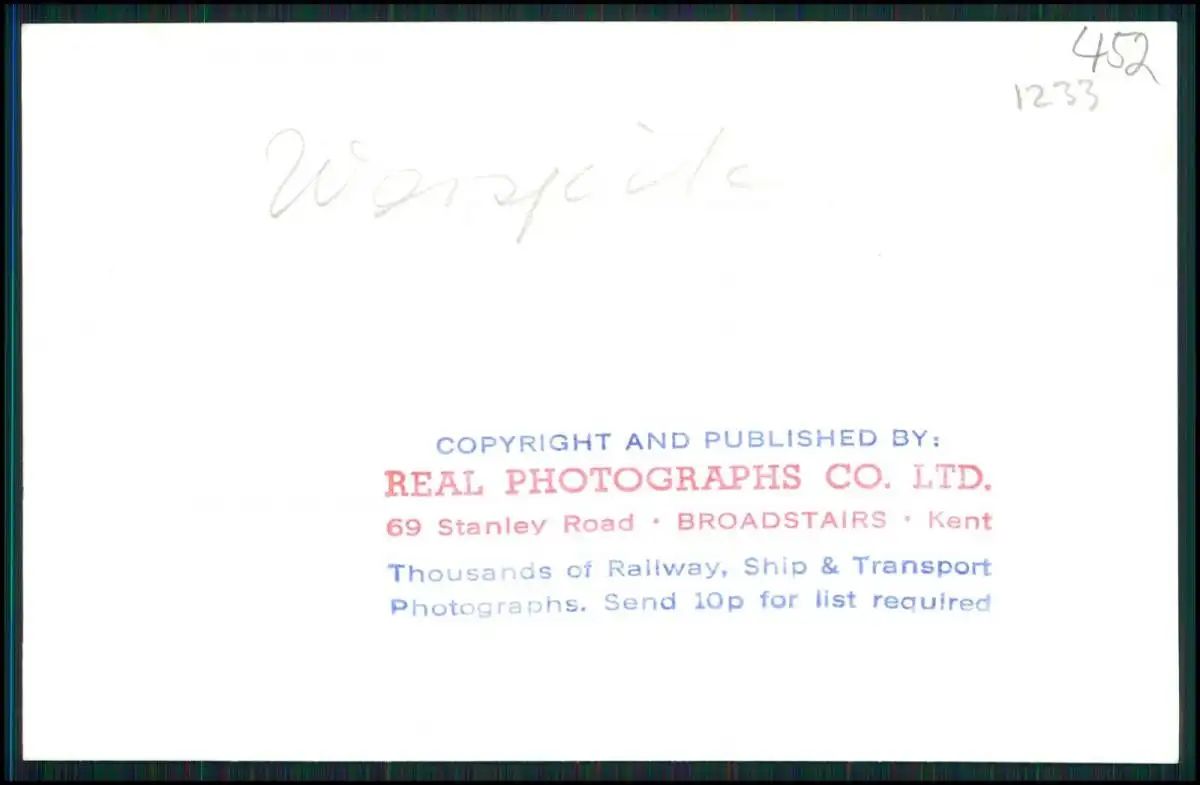 452
1233
Warspite
COPYRIGHT AND PUBLISHED BY:
REAL PHOTOGRAPHS CO. LTD.
69 Stanley Road · BROADSTAIRS · Kent
Thousands of Railway, Ship & Transport
Photographs. Send 10p for list required